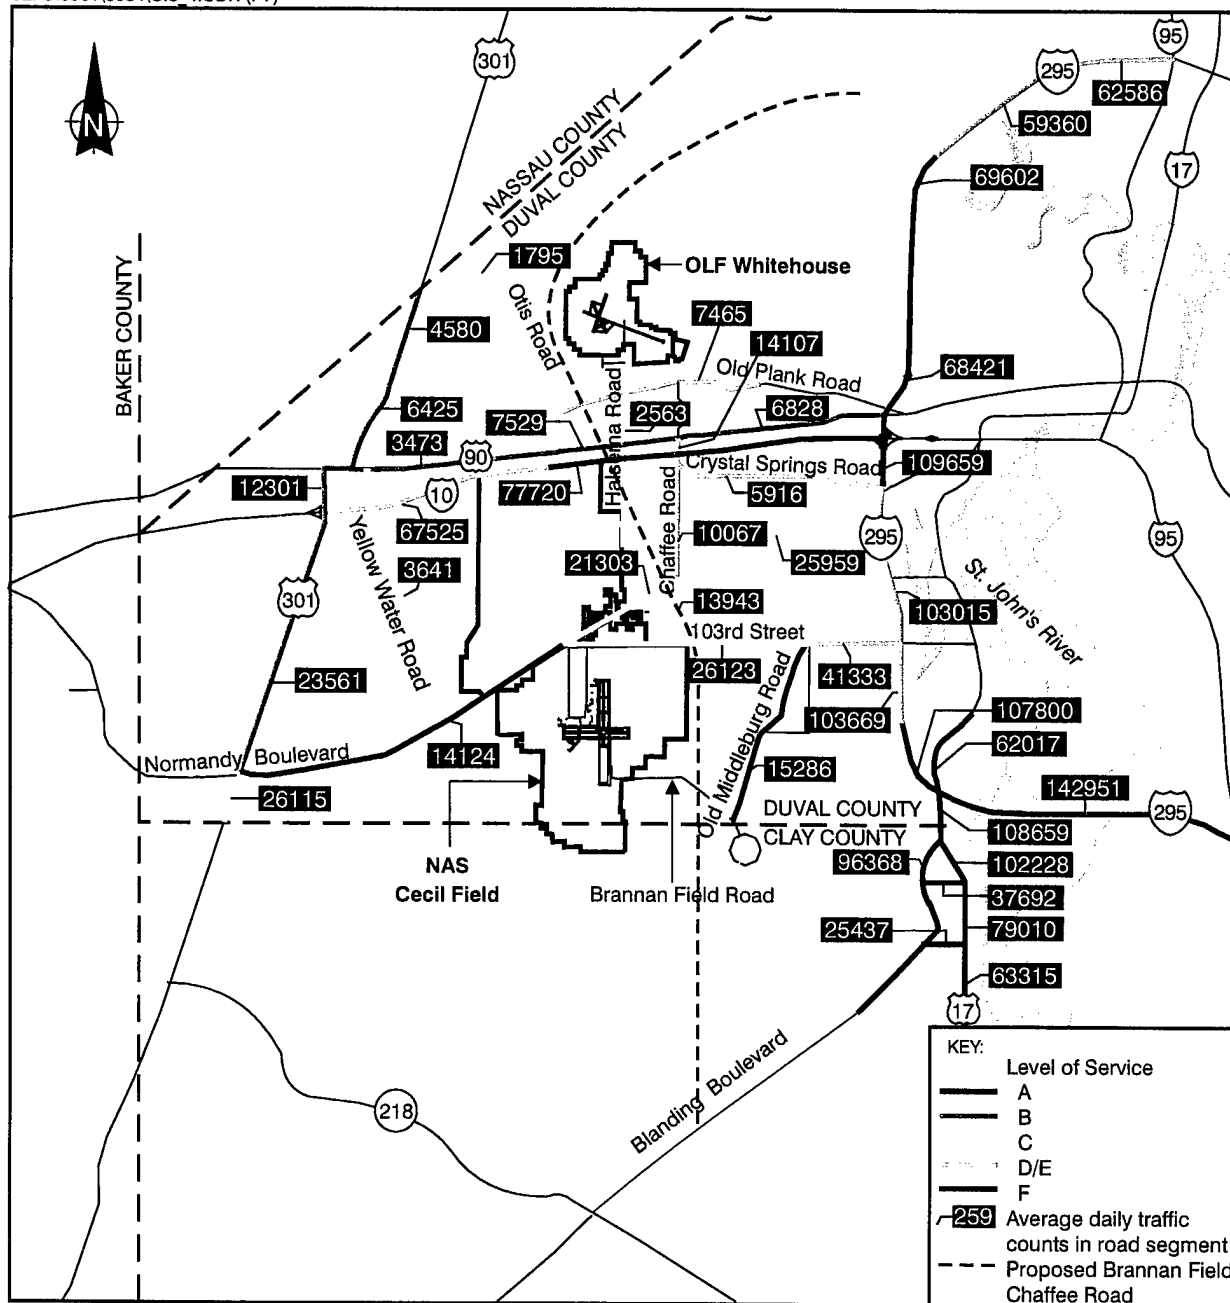 95
301
295
62586
59360
N
NASSAU COUNTY
DUVAL COUNTY
17
69602
BAKER COUNTY
1795
OLF Whitehouse
Otis Road
4580
7465
14107
68421
Old Plank Road
6425
Halsema Road
2563
6828
7529
3473
90
Crystal Springs Road
109659
12301
10
77720
5916
67525
Chaffee Road
10067
295
95
Yellow Water Road
3641
21303
25959
St. John's River
301
13943
103015
103rd Street
23561
26123
41333
103669
107800
Normandy Boulevard
14124
Old Middleburg Road
62017
15286
26115
142951
DUVAL COUNTY
295
108659
CLAY COUNTY
NAS
Cecil Field
96368
102228
Brannan Field Road
37692
25437
79010
63315
17
Blanding Boulevard
218
KEY:
Level of Service
A
B
C
D/E
F
259 Average daily traffic
counts in road segment
Proposed Brannan Field
Chaffee Road